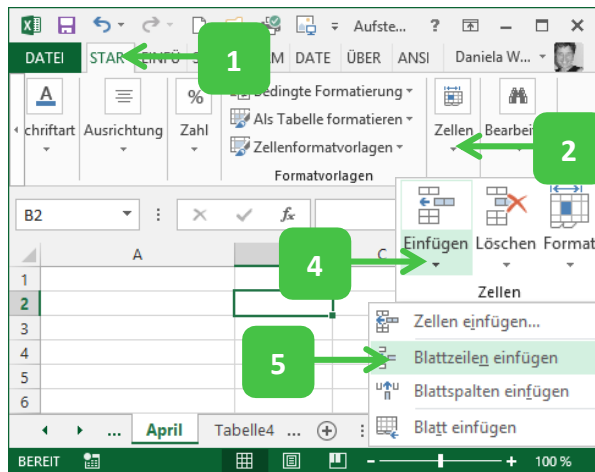 Aufste... ?
DATEI STAR EINFÜ DATE ÜBER ANSI Daniela W...
1
A % Bedingte Formatierung
Als Tabelle formatieren
chriftart Ausrichtung Zahl Zellenformatvorlagen Zellen Bearbei
2
Formatvorlagen
B2 fx
Einfügen Löschen Format
4
Zellen
A C
1
2
3
4
5
6
Zellen einfügen...
5
Blattzeilen einfügen
Blattspalten einfügen
Blatt einfügen
... April Tabelle4 ...
BEREIT 100 %